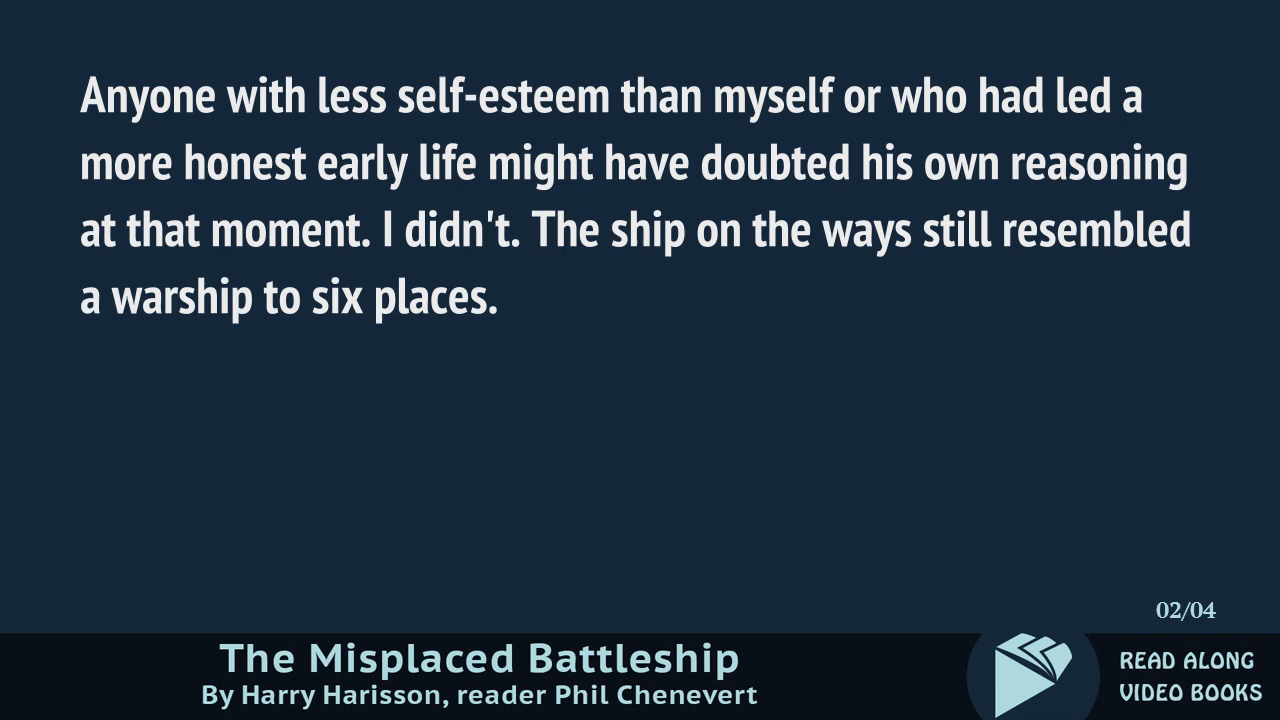 Anyone with less self-esteem than myself or who had led a
more honest early life might have doubted his own reasoning
at that moment. I didn't. The ship on the ways still resembled
a warship to six places.
02/04
The Misplaced Battleship
By Harry Harisson, reader Phil Chenevert
READ ALONG
VIDEO BOOKS